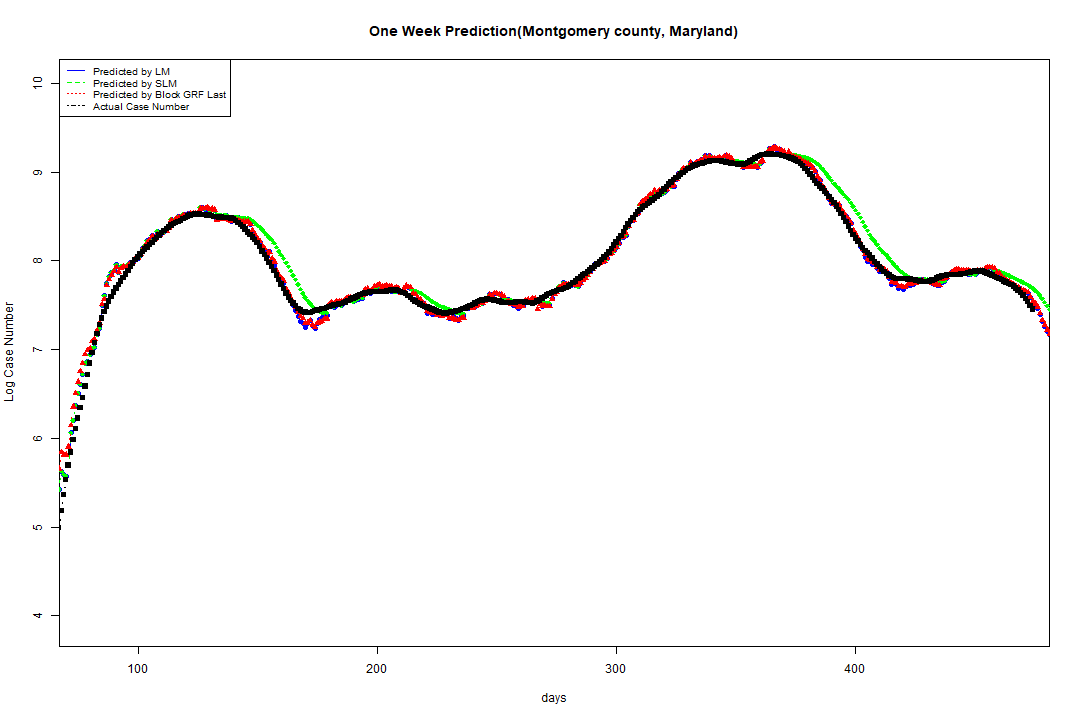 One Week Prediction(Montgomery county, Maryland)
Predicted by LM
Predicted by SLM
Predicted by Block GRF Last
Actual Case Number
10
9
8
7
6
5
4
Log Case Number
100 200 300 400
days